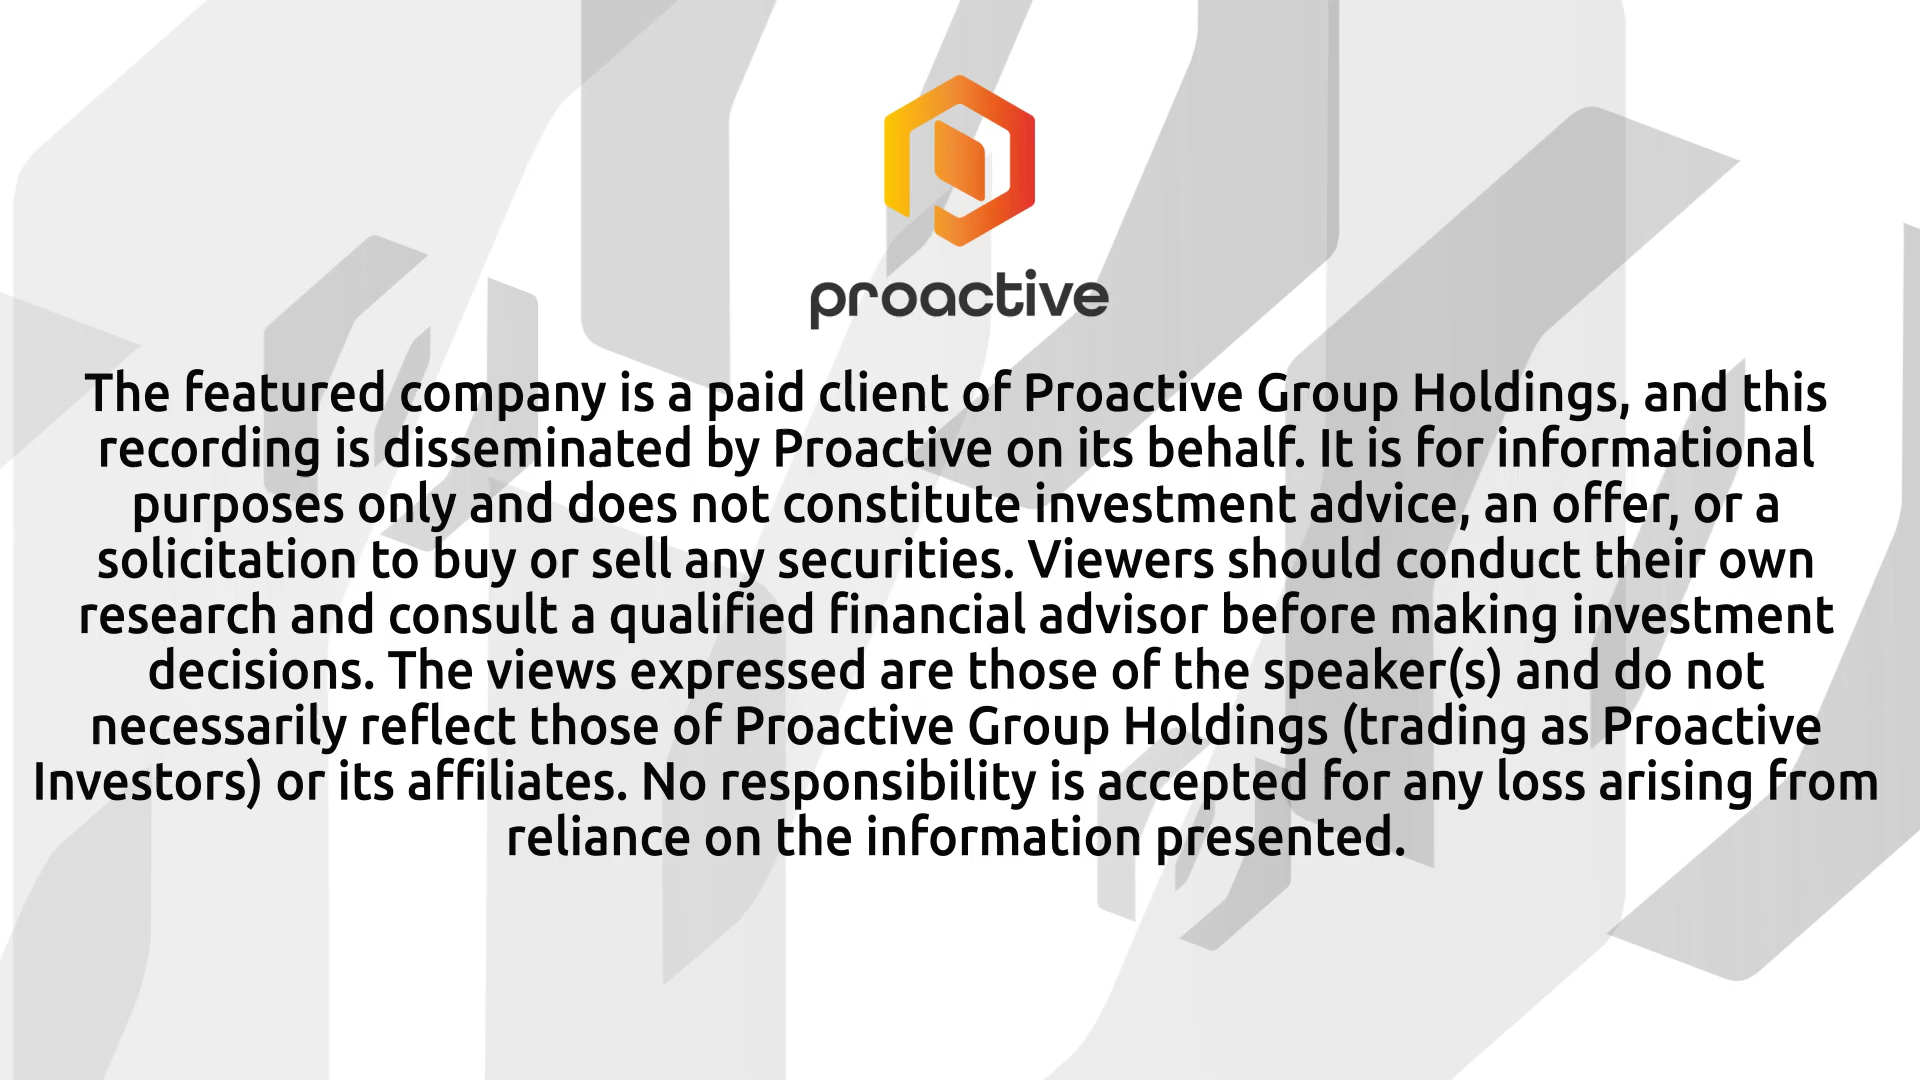 proactive
The featured company is a paid client of Proactive Group Holdings, and this
recording is disseminated by Proactive on its behalf. It is for informational
purposes only and does not constitute investment advice, an offer, or a
solicitation to buy or sell any securities. Viewers should conduct their own
research and consult a qualified financial advisor before making investment
decisions. The views expressed are those of the speaker(s) and do not
necessarily reflect those of Proactive Group Holdings (trading as Proactive
Investors) or its affiliates. No responsibility is accepted for any loss arising from
reliance on the information presented.